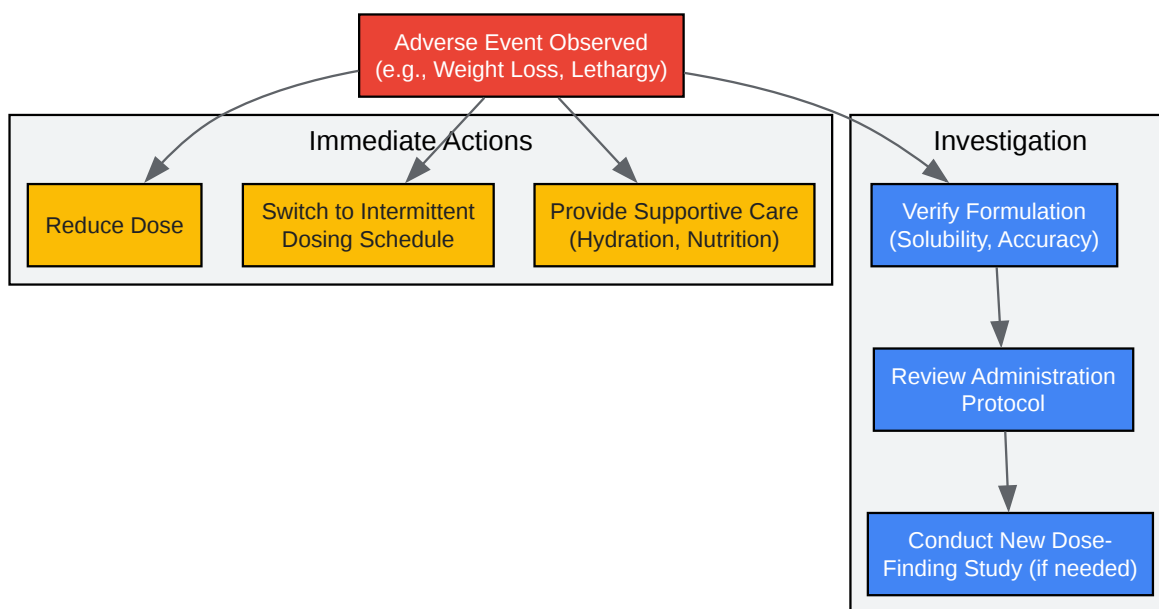 Adverse Event Observed
(e.g., Weight Loss, Lethargy)
Immediate Actions
Reduce Dose
Switch to Intermittent
Dosing Schedule
Provide Supportive Care
(Hydration, Nutrition)
Investigation
Verify Formulation
(Solubility, Accuracy)
Review Administration
Protocol
Conduct New Dose-
Finding Study (if needed)